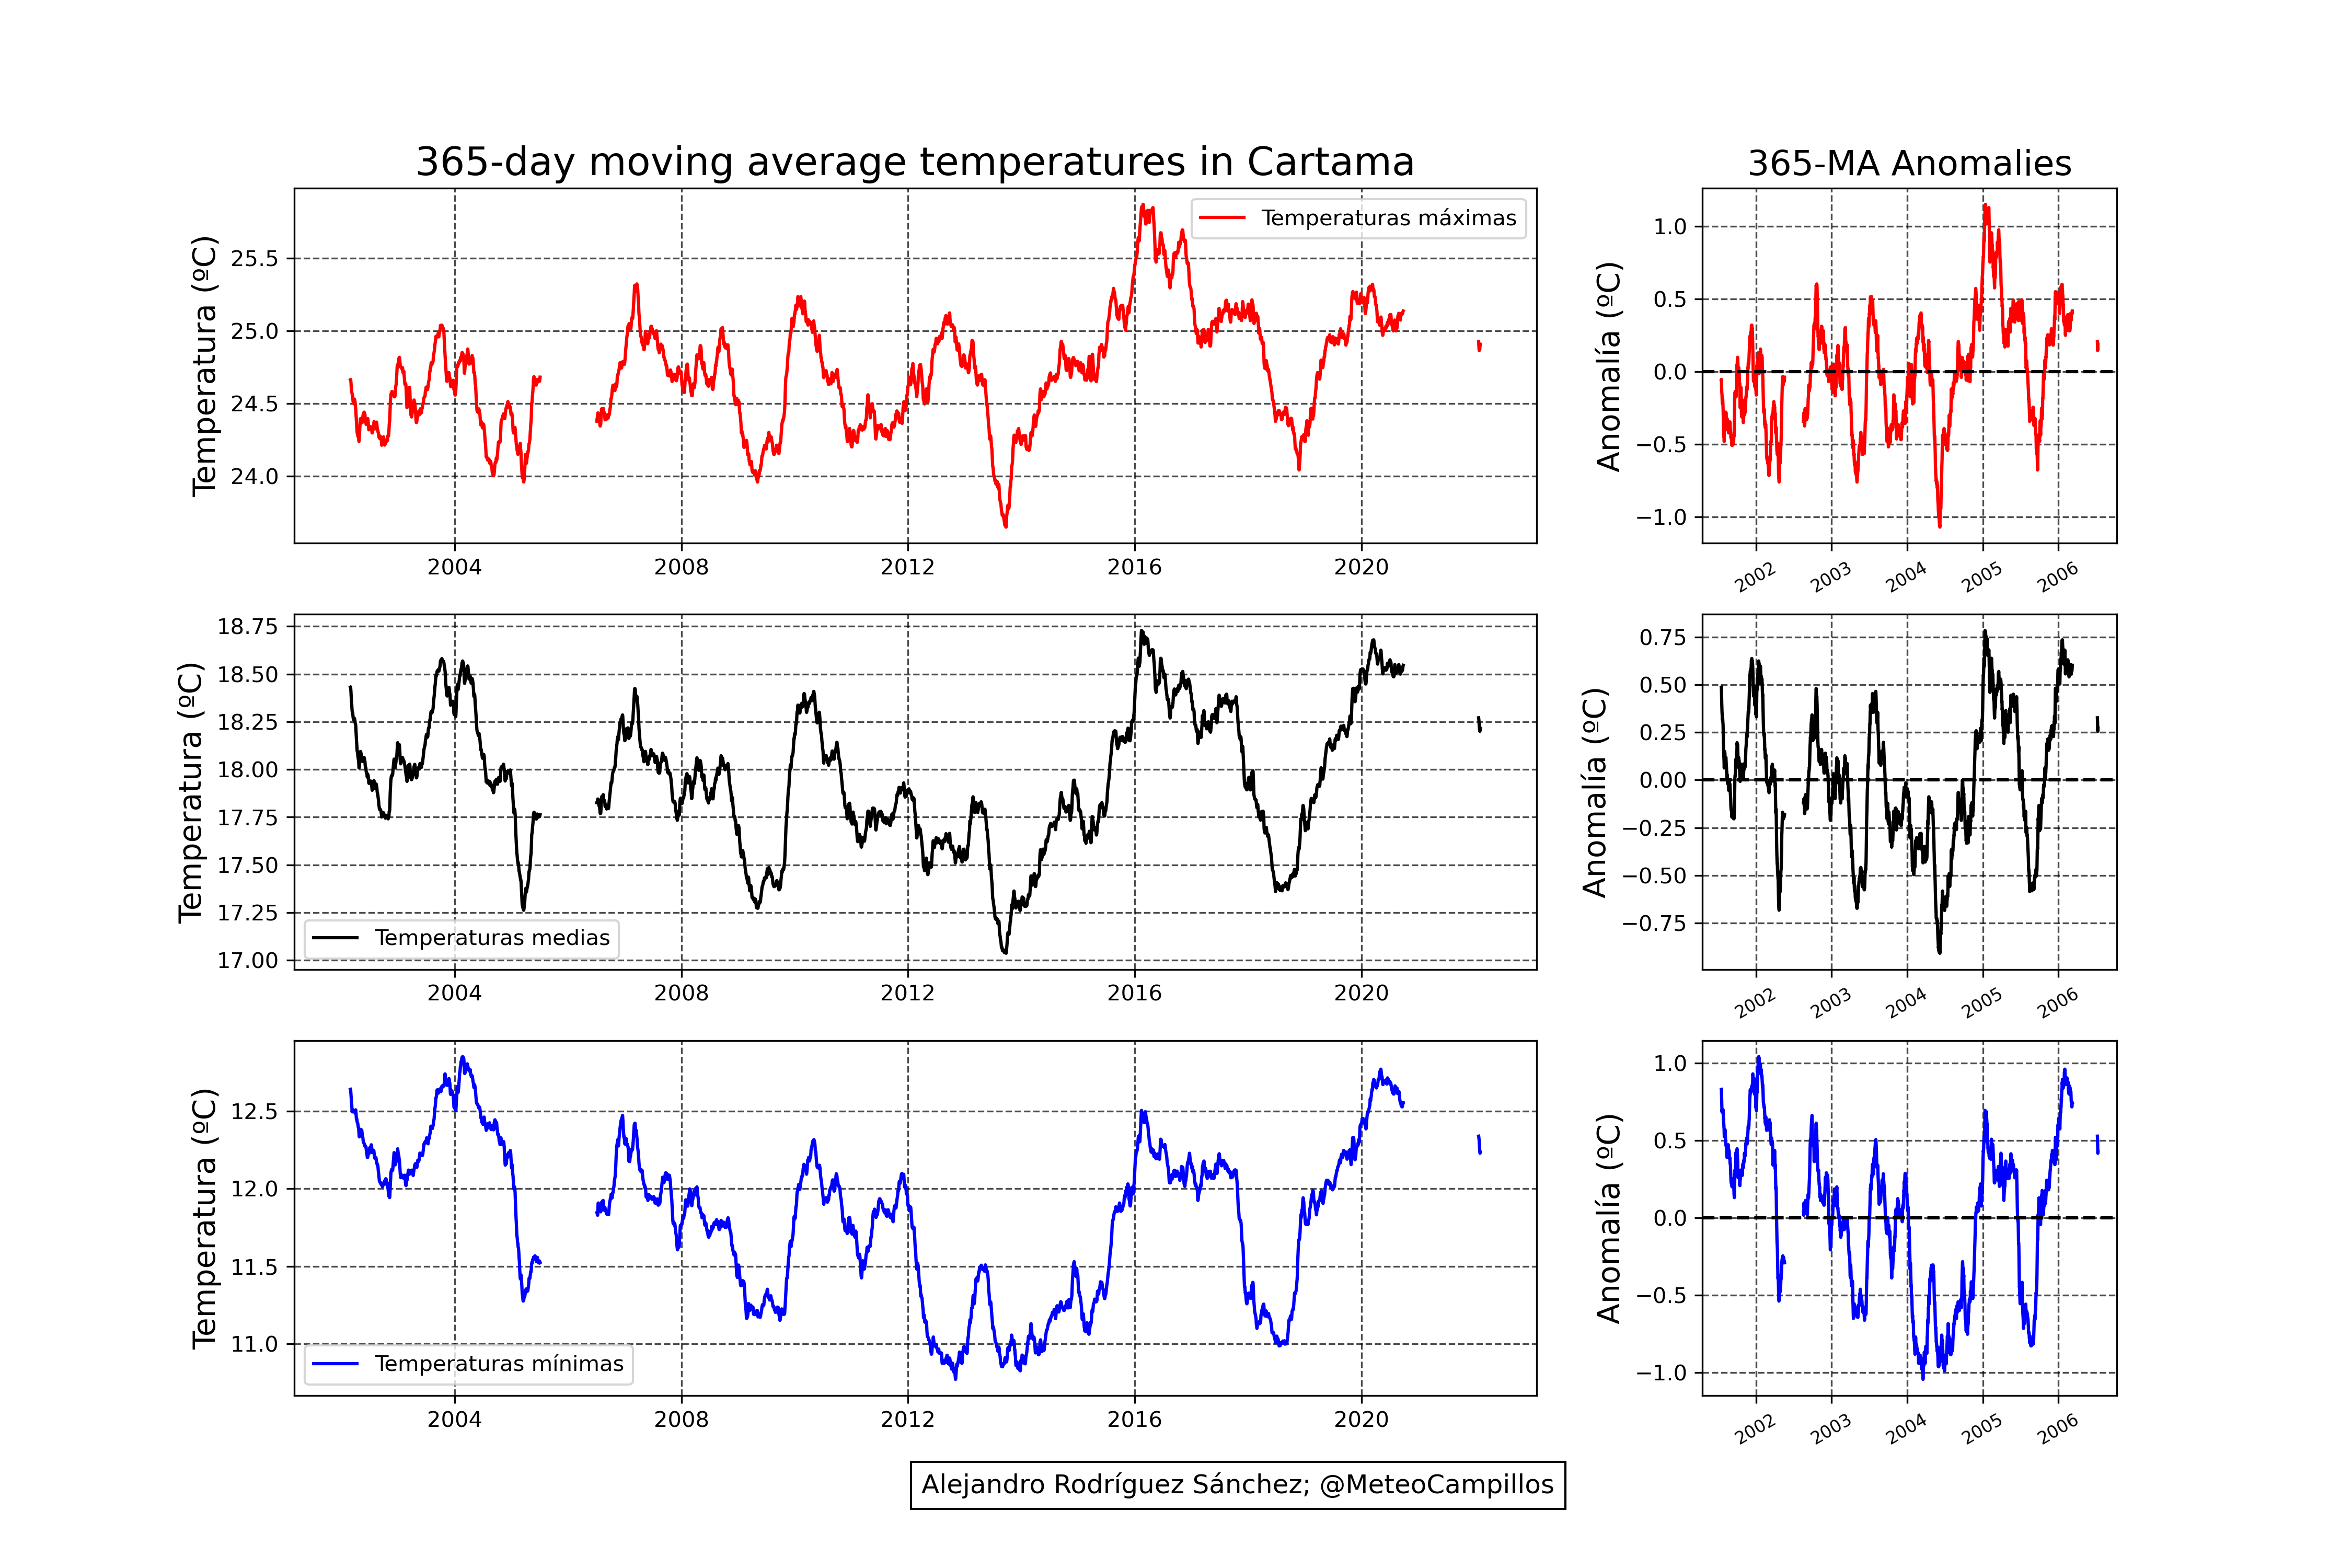 365-day moving average temperatures in Cartama
365-MA Anomalies
Temperatura (ºC)
25.5
25.0
24.5
24.0
Temperaturas máximas
2004 2008 2012 2016 2020
Anomalía (ºC)
1.0
0.5
0.0
−0.5
−1.0
2002 2003 2004 2005 2006
Temperatura (ºC)
18.75
18.50
18.25
18.00
17.75
17.50
17.25
17.00
Temperaturas medias
2004 2008 2012 2016 2020
Anomalía (ºC)
0.75
0.50
0.25
0.00
−0.25
−0.50
−0.75
2002 2003 2004 2005 2006
Temperatura (ºC)
12.5
12.0
11.5
11.0
Temperaturas mínimas
2004 2008 2012 2016 2020
Anomalía (ºC)
1.0
0.5
0.0
−0.5
−1.0
2002 2003 2004 2005 2006
Alejandro Rodríguez Sánchez; @MeteoCampillos